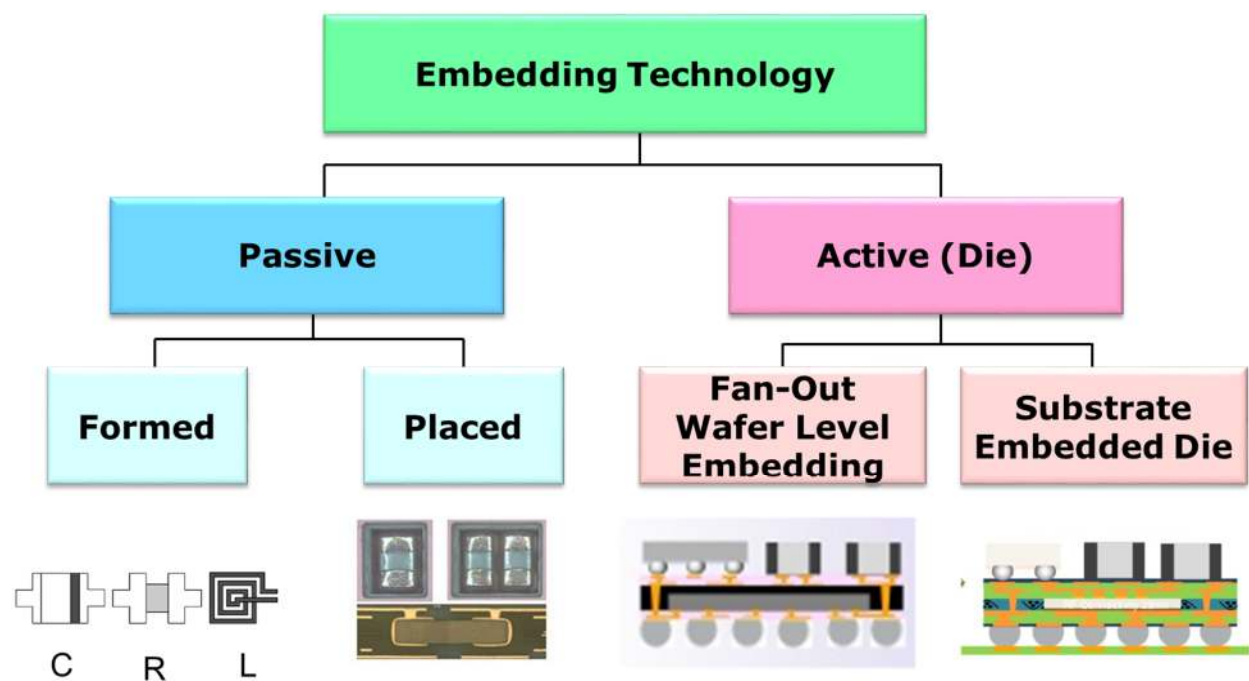 Embedding Technology
Passive
Active (Die)
Formed
Placed
Fan-Out
Wafer Level
Embedding
Substrate
Embedded Die
C
R
L